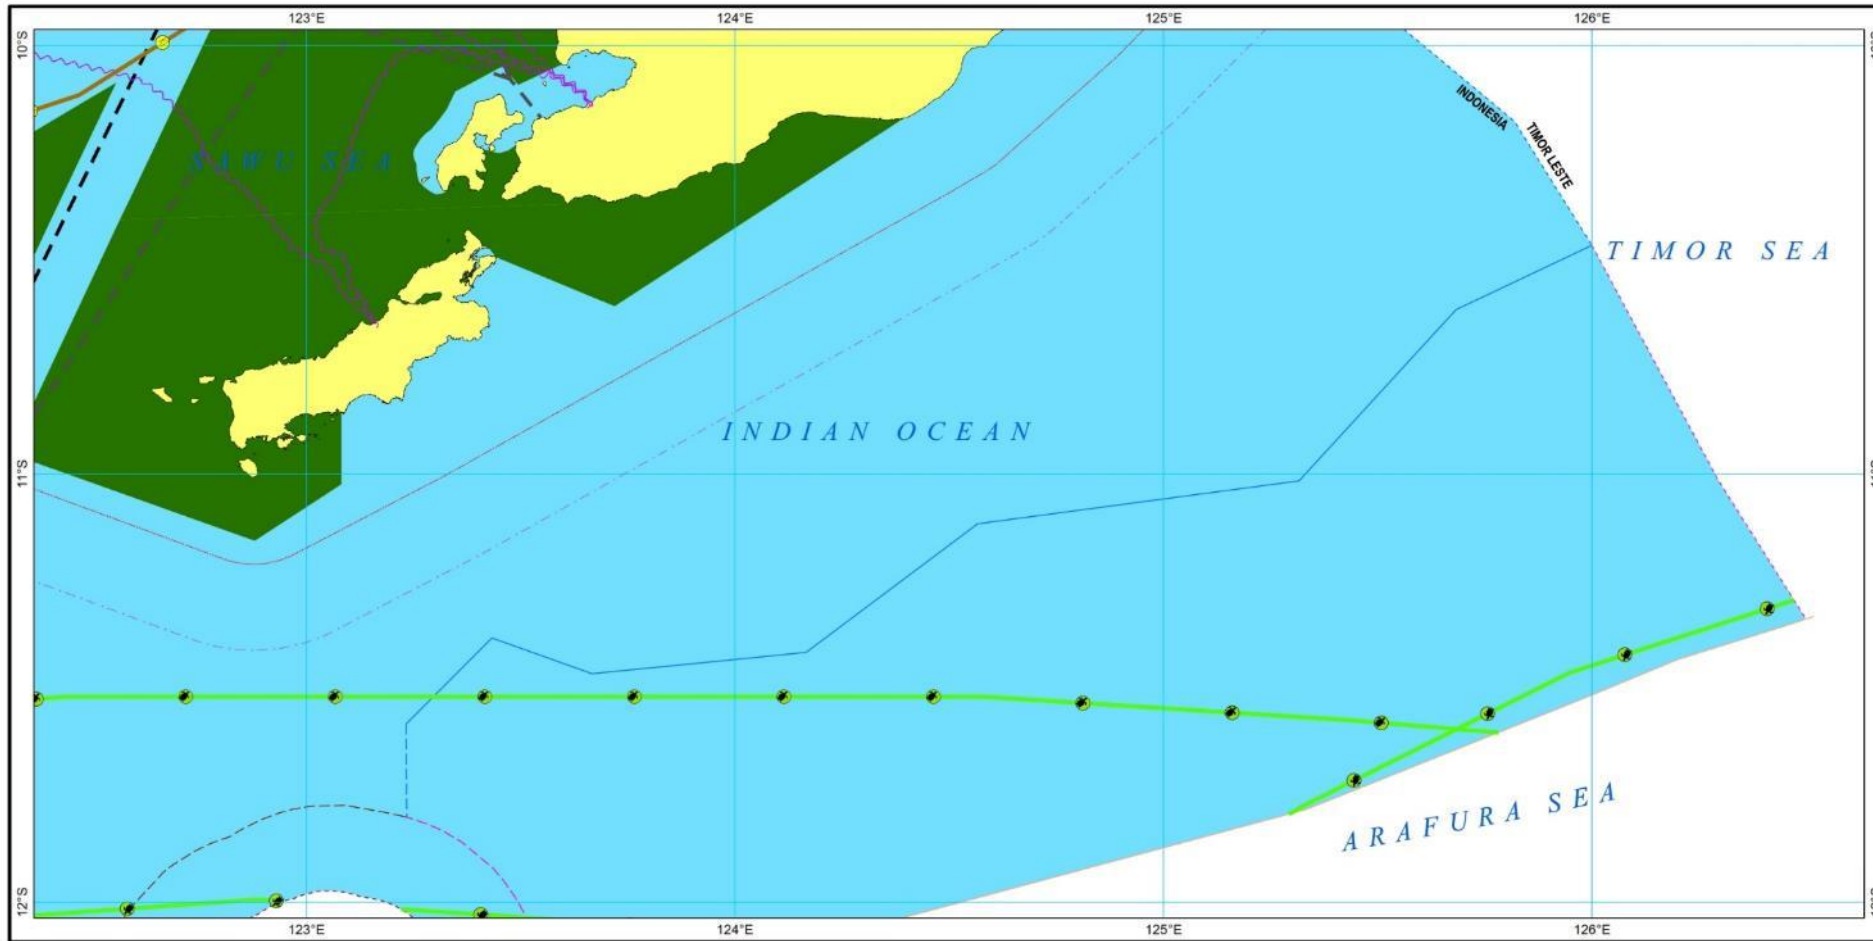 123°E
124°E
125°E
126°E
10°S
INDONESIA
TIMOR LESTE
SAWU SEA
TIMOR SEA
INDIAN OCEAN
11°S
ARAFURA SEA
12°S
123°E
124°E
125°E
126°E